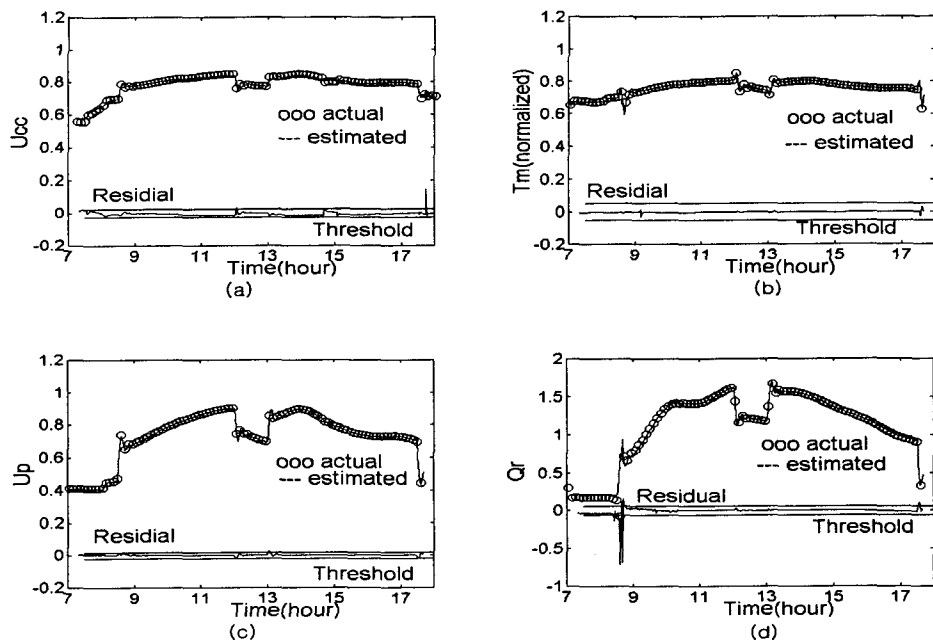 1.2
1
0.8
0.6
0.4
0.2
0
-0.2
Ucc
ooo actual
--- estimated
Residial
Threshold
7 9 11 13 15 17
Time(hour)
(a)
1.2
1
0.8
0.6
0.4
0.2
0
-0.2
Tm(normalized)
ooo actual
--- estimated
Residial
Threshold
7 9 11 13 15 17
Time(hour)
(b)
1.2
1
0.8
0.6
0.4
0.2
0
-0.2
Up
ooo actual
--- estimated
Residial
Threshold
7 9 11 13 15 17
Time(hour)
(c)
2
1.5
1
0.5
0
-0.5
-1
Qr
ooo actual
--- estimated
Residual
Threshold
7 9 11 13 15 17
Time(hour)
(d)